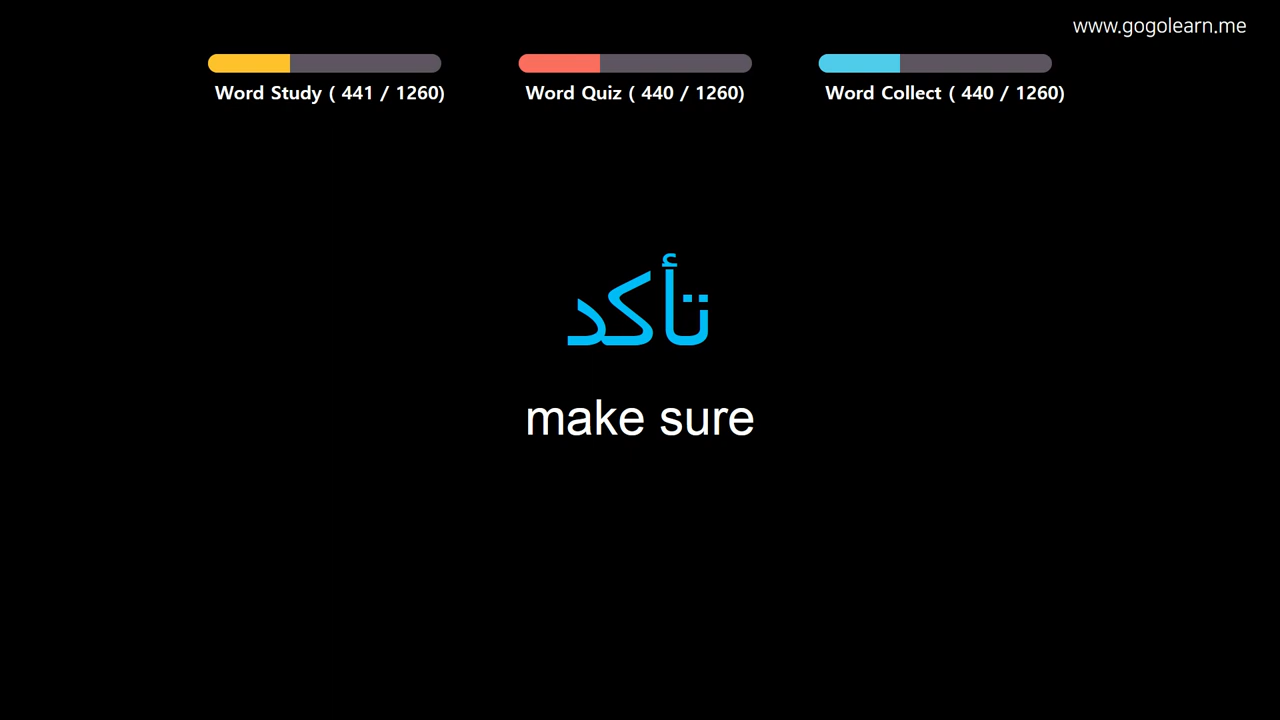 www.gogolearn.me
Word Study ( 441 / 1260)
Word Quiz ( 440 / 1260)
Word Collect ( 440 / 1260)
تأكد
make sure